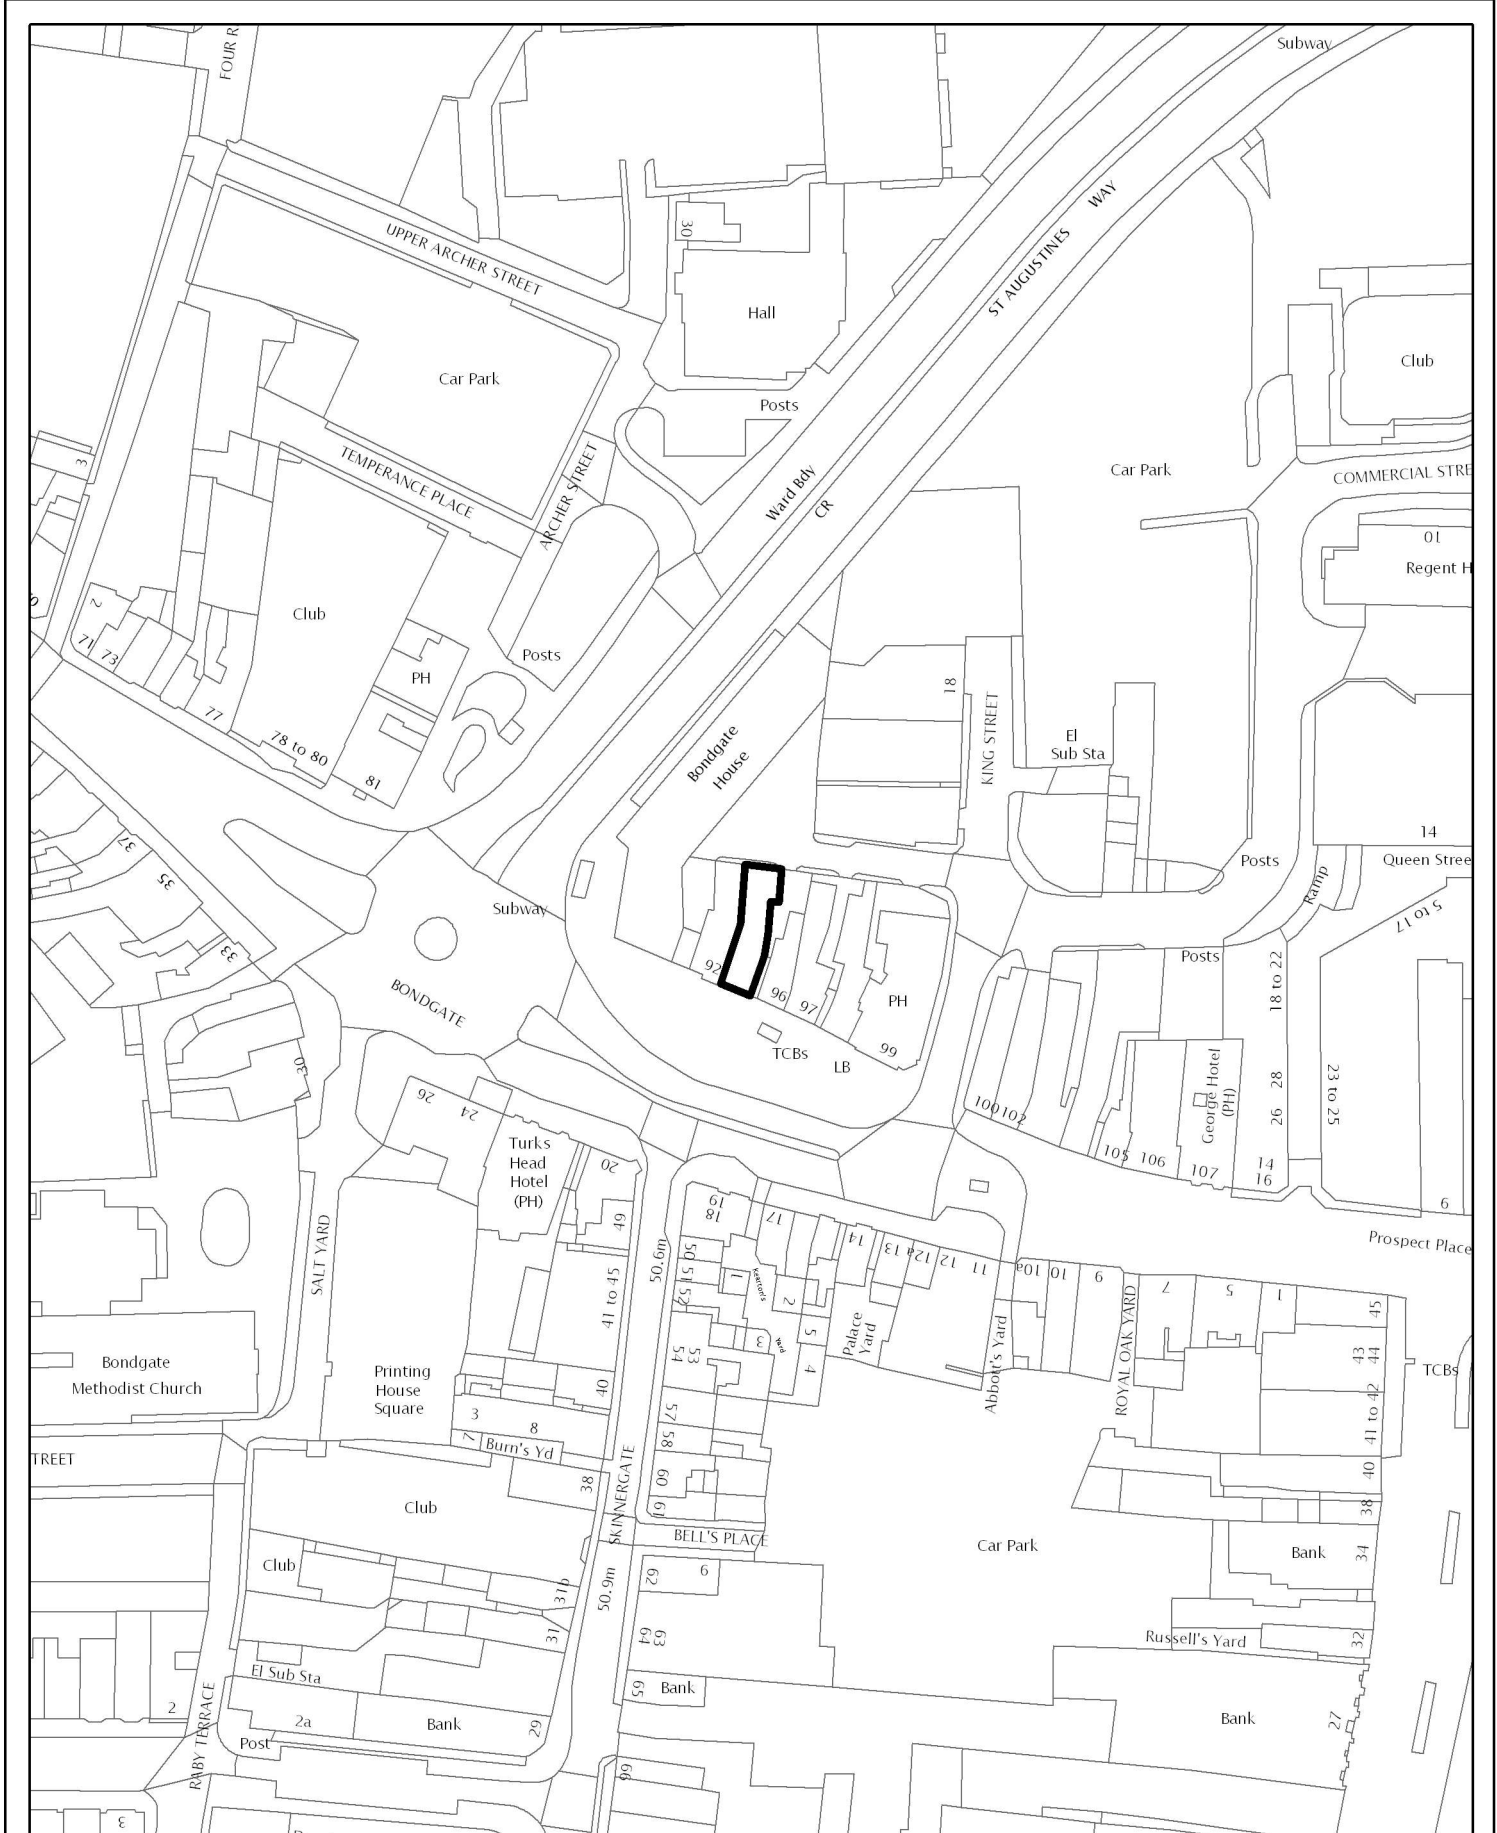 FOUR R
Subway
WAY
ST AUGUSTINES
UPPER ARCHER STREET
30
Hall
Car Park
Posts
Club
TEMPERANCE PLACE
ARCHER STREET
Ward Bdy
CR
Car Park
COMMERCIAL STRE
3
10
Regent H
2
71
73
Club
PH
Posts
77
78 to 80
81
18
KING STREET
Bondgate
House
El
Sub Sta
37
35
33
14
Queen Stree
Posts
Ramp
5 to 17
Subway
BONDGATE
92
96
97
PH
99
TCBs
LB
Posts
18 to 22
28
26
23 to 25
George Hotel
(PH)
100
102
105
106
107
14
16
6
Prospect Place
30
26
24
Turks
Head
Hotel
(PH)
20
49
41 to 45
SALT YARD
50.9m
19
18
17
14
13
12a
12
11
10a
10
9
7
5
1
50
51
52
1
Kearton's
Yard
2
3
5
4
53
54
Palace
Yard
Abbott's Yard
ROYAL OAK YARD
45
43
44
41 to 42
TCBs
Bondgate
Methodist Church
Printing
House
Square
40
3
8
7
Burn's Yd
57
58
60
61
38
SKINNERGATE
BELL'S PLACE
TREET
Club
Club
Car Park
40
38
Bank
34
31b
31
50.9m
62
6
63
64
Russell's Yard
32
El Sub Sta
65
Bank
2
2a
Bank
29
Post
RABY TERRACE
Bank
27
66
3